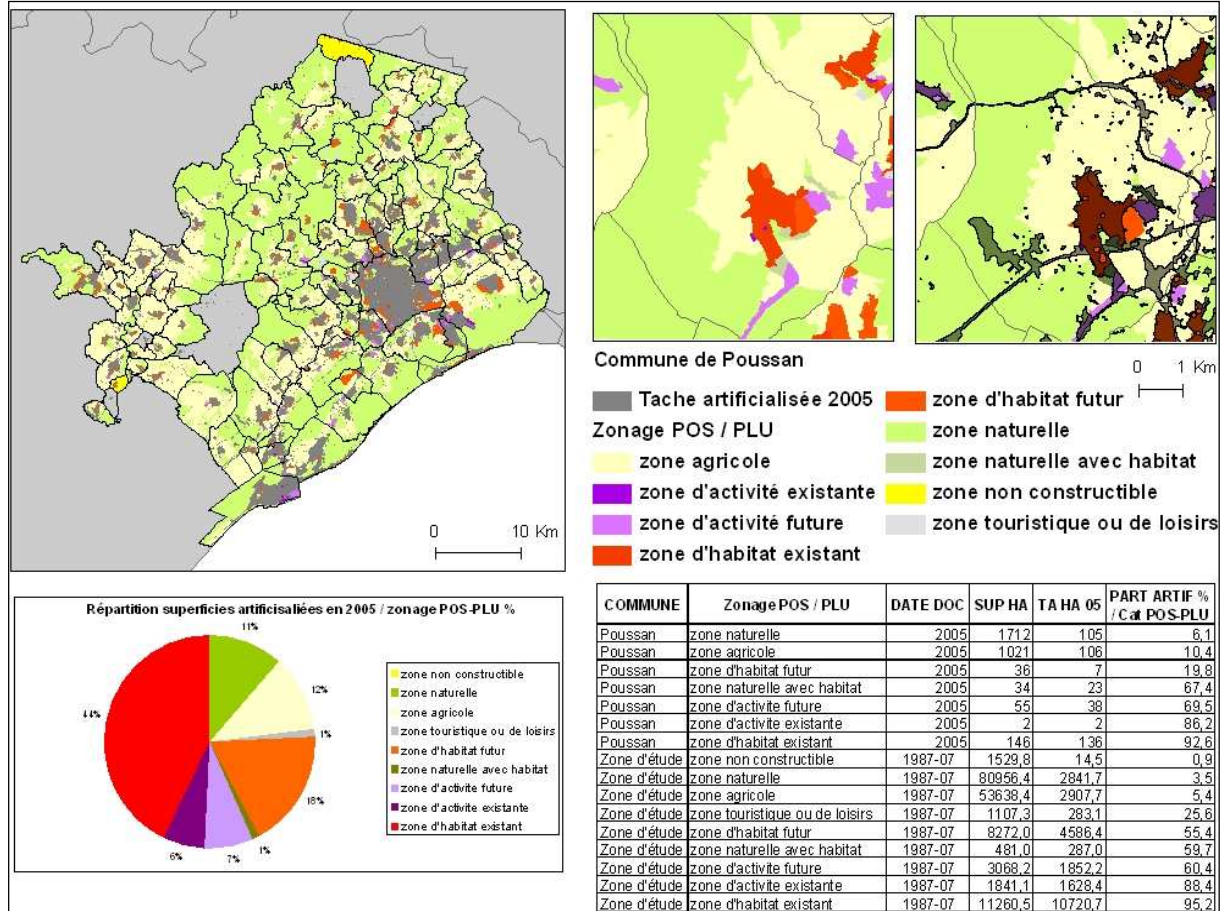 0 10 Km
Commune de Poussan
0 1 Km
Tache artificialisée 2005
Zonage POS / PLU
zone agricole
zone d'activité existante
zone d'activité future
zone d'habitat existant
zone d'habitat futur
zone naturelle
zone naturelle avec habitat
zone non constructible
zone touristique ou de loisirs
Répartition superficies artificisaliées en 2005 / zonage POS-PLU %
11%
12%
1%
18%
1%
7%
6%
44%
zone non constructible
zone naturelle
zone agricole
zone touristique ou de loisirs
zone d'habitat futur
zone naturelle avec habitat
zone d'activite future
zone d'activite existante
zone d'habitat existant
COMMUNE Zonage POS / PLU DATE DOC SUP HA TA HA 05 PART ARTIF % / Cat POS-PLU
Poussan zone naturelle 2005 1712 105 6,1
Poussan zone agricole 2005 1021 106 10,4
Poussan zone d'habitat futur 2005 36 7 19,8
Poussan zone naturelle avec habitat 2005 34 23 67,4
Poussan zone d'activite future 2005 55 38 69,5
Poussan zone d'activite existante 2005 2 2 86,2
Poussan zone d'habitat existant 2005 146 136 92,6
Zone d'étude zone non constructible 1987-07 1529,8 14,5 0,9
Zone d'étude zone naturelle 1987-07 80956,4 2841,7 3,5
Zone d'étude zone agricole 1987-07 53638,4 2907,7 5,4
Zone d'étude zone touristique ou de loisirs 1987-07 1107,3 283,1 25,6
Zone d'étude zone d'habitat futur 1987-07 8272,0 4586,4 55,4
Zone d'étude zone naturelle avec habitat 1987-07 481,0 287,0 59,7
Zone d'étude zone d'activite future 1987-07 3068,2 1852,2 60,4
Zone d'étude zone d'activite existante 1987-07 1841,1 1628,4 88,4
Zone d'étude zone d'habitat existant 1987-07 11260,5 10720,7 95,2